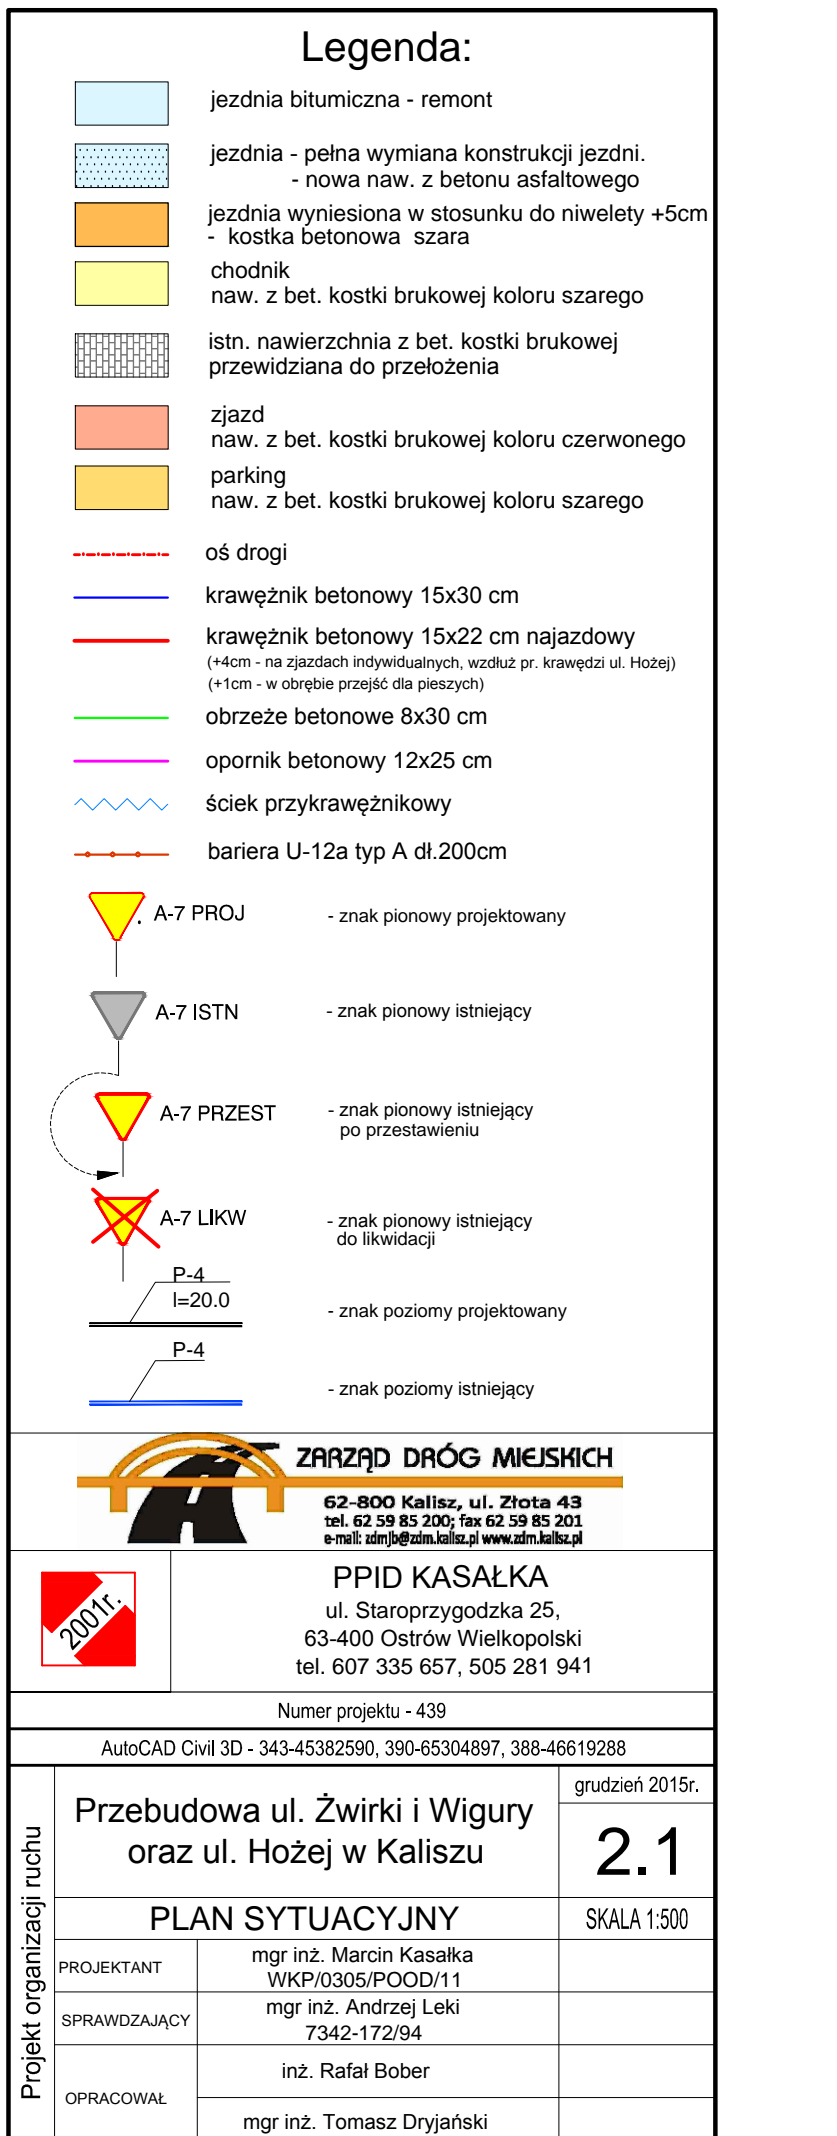 Legenda:
jezdnia bitumiczna - remont
jezdnia - pełna wymiana konstrukcji jezdni.
- nowa naw. z betonu asfaltowego
jezdnia wyniesiona w stosunku do niwelety +5cm
- kostka betonowa szara
chodnik
naw. z bet. kostki brukowej koloru szarego
istn. nawierzchnia z bet. kostki brukowej
przewidziana do przełożenia
zjazd
naw. z bet. kostki brukowej koloru czerwonego
parking
naw. z bet. kostki brukowej koloru szarego
oś drogi
krawężnik betonowy 15x30 cm
krawężnik betonowy 15x22 cm najazdowy
(+4cm - na zjazdach indywidualnych, wzdłuż pr. krawędzi ul. Hożej)
(+1cm - w obrębie przejść dla pieszych)
obrzeże betonowe 8x30 cm
opornik betonowy 12x25 cm
ściek przykrawężnikowy
bariera U-12a typ A dł.200cm
A-7 PROJ - znak pionowy projektowany
A-7 ISTN - znak pionowy istniejący
A-7 PRZEST - znak pionowy istniejący
po przestawieniu
A-7 LIKW - znak pionowy istniejący
do likwidacji
P-4
l=20.0 - znak poziomy projektowany
P-4
- znak poziomy istniejący
ZARZĄD DRÓG MIEJSKICH
62-800 Kalisz, ul. Złota 43
tel. 62 59 85 200; fax 62 59 85 201
e-mail: zdmjb@zdm.kalisz.pl www.zdm.kalisz.pl
2001r.
PPID KASAŁKA
ul. Staroprzygodzka 25,
63-400 Ostrów Wielkopolski
tel. 607 335 657, 505 281 941
Numer projektu - 439
AutoCAD Civil 3D - 343-45382590, 390-65304897, 388-46619288
Projekt organizacji ruchu
Przebudowa ul. Żwirki i Wigury
oraz ul. Hożej w Kaliszu
grudzień 2015r.
2.1
PLAN SYTUACYJNY
SKALA 1:500
PROJEKTANT
mgr inż. Marcin Kasałka
WKP/0305/POOD/11
SPRAWDZAJĄCY
mgr inż. Andrzej Leki
7342-172/94
OPRACOWAŁ
inż. Rafał Bober
mgr inż. Tomasz Dryjański